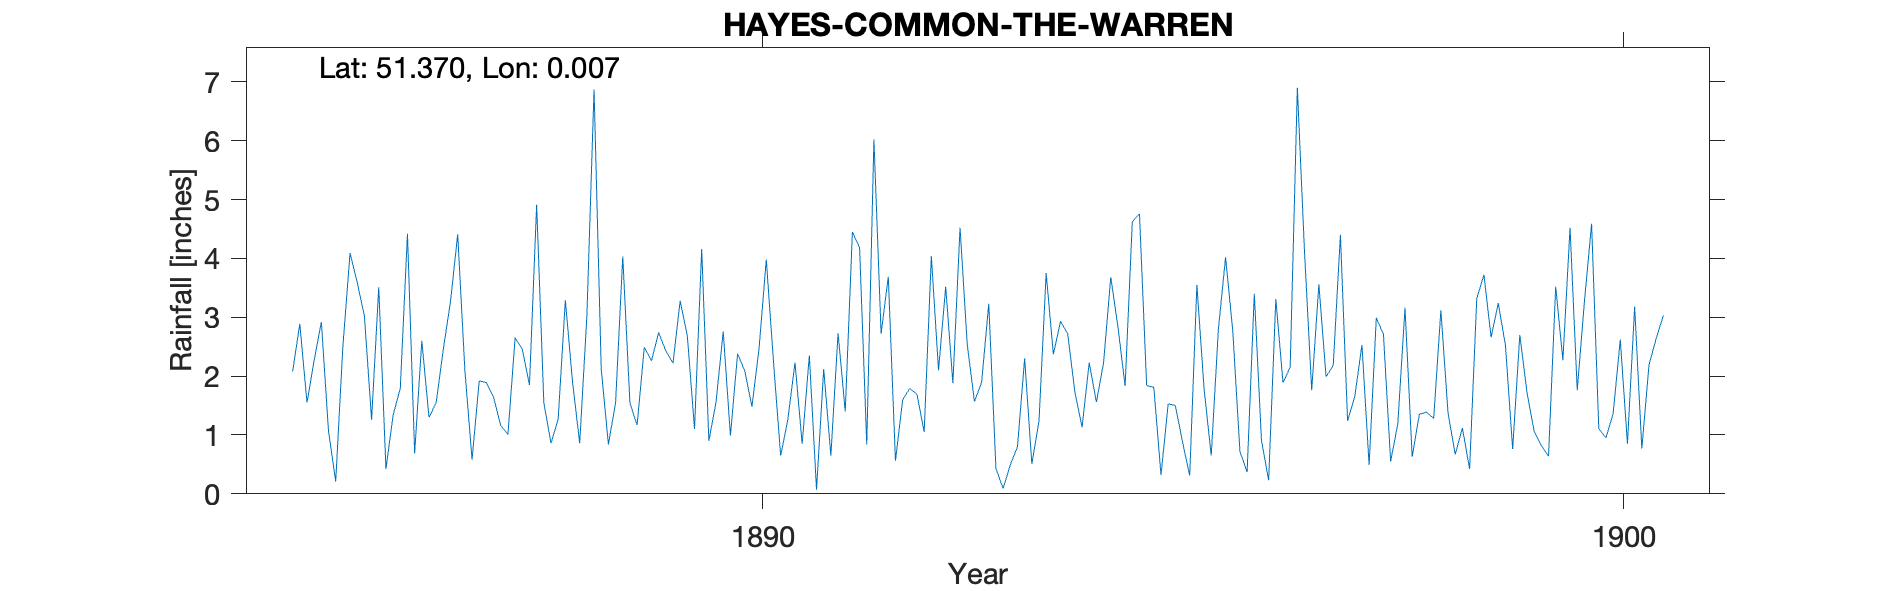 HAYES-COMMON-THE-WARREN
Lat: 51.370, Lon: 0.007
7
6
5
4
3
2
1
0
Rainfall [inches]
1890
1900
Year